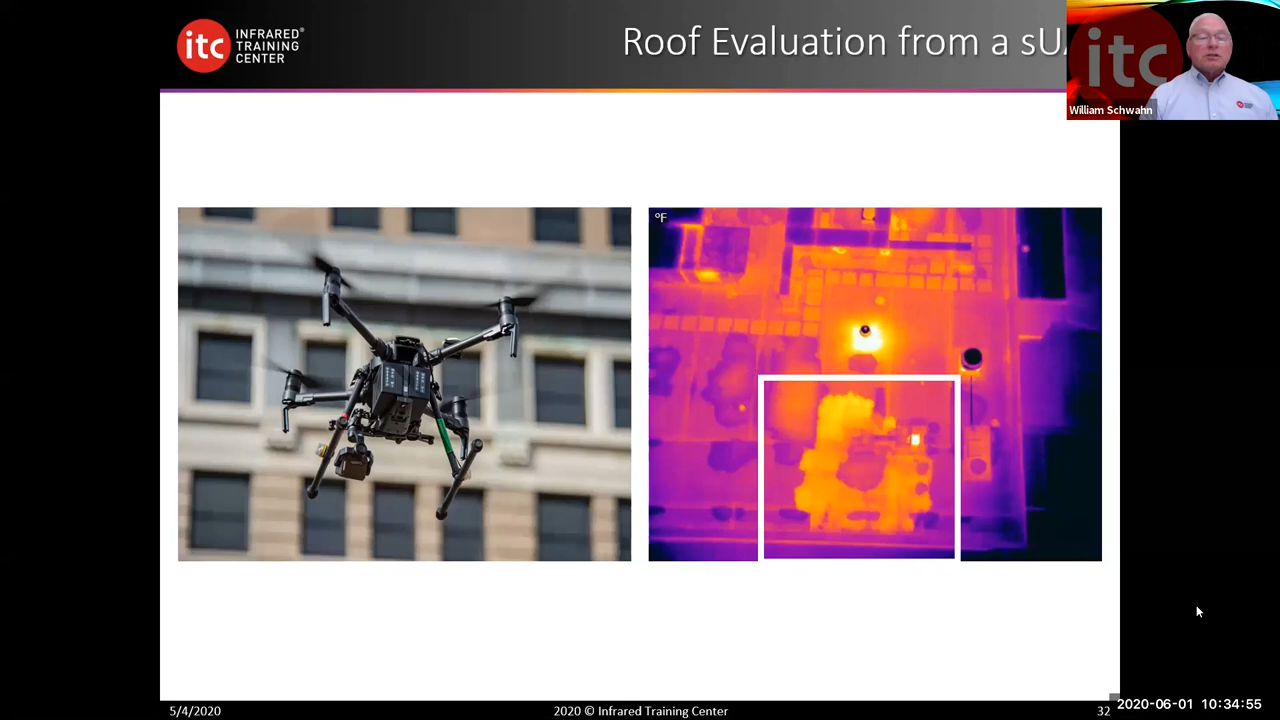 itc INFRARED TRAINING CENTER®
Roof Evaluation from a sU
itc
William Schwahn
°F
5/4/2020
2020 © Infrared Training Center
32
2020-06-01 10:34:55